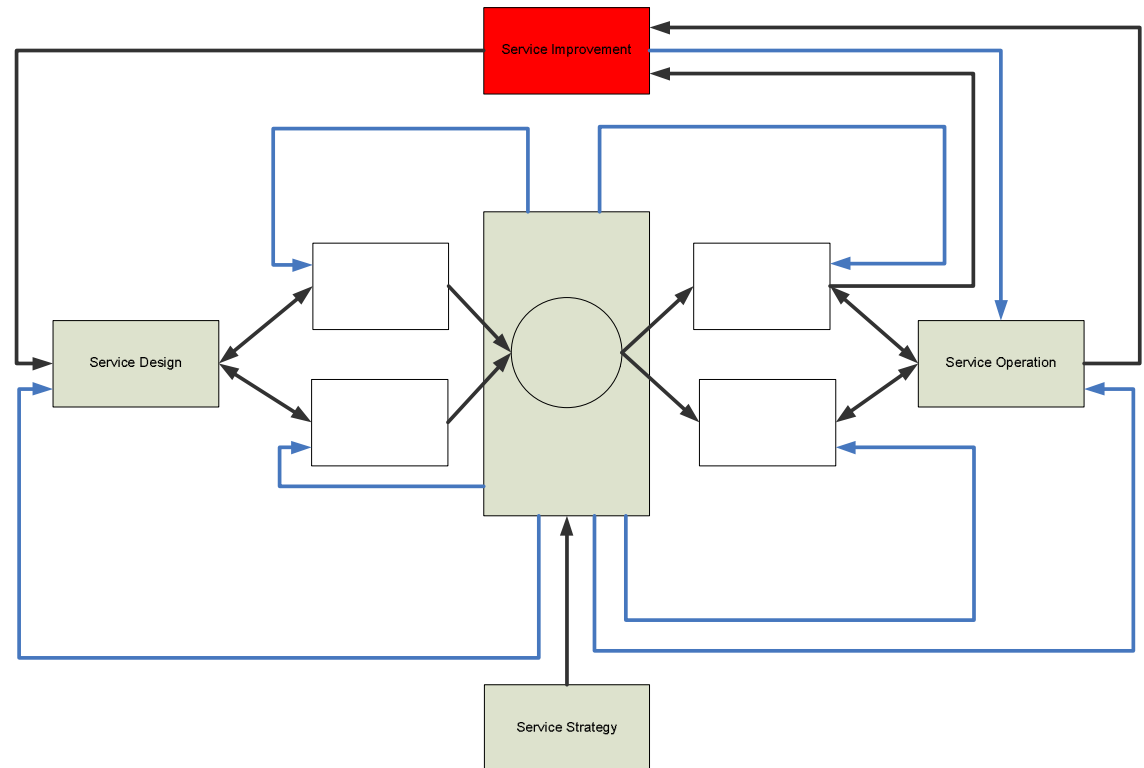 Service Improvement
Service Design
Service Operation
Service Strategy